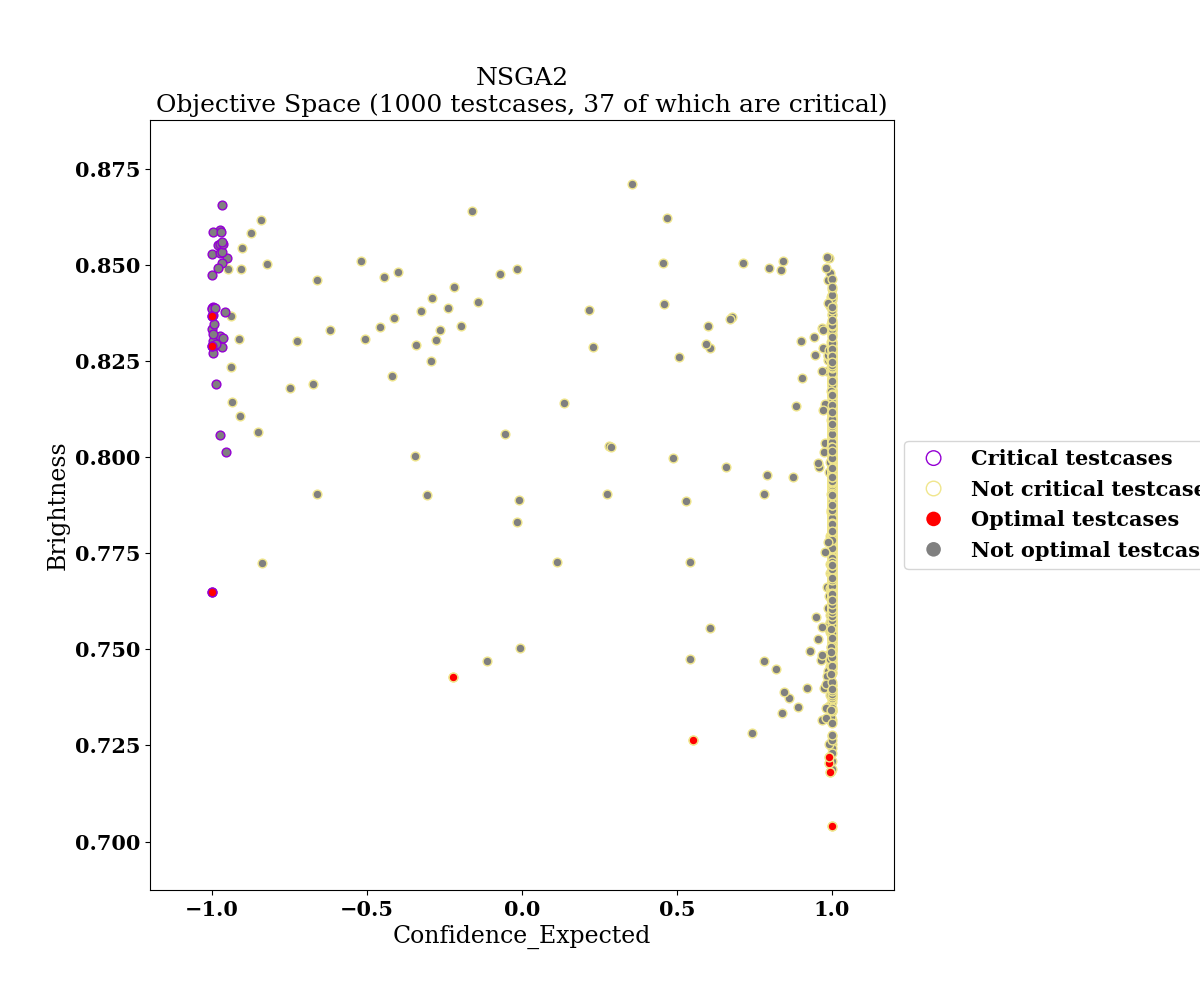 NSGA2
Objective Space (1000 testcases, 37 of which are critical)
0.875
0.850
0.825
0.800
0.775
0.750
0.725
0.700
Brightness
−1.0 −0.5 0.0 0.5 1.0
Confidence_Expected
Critical testcases
Not critical testcase
Optimal testcases
Not optimal testcas